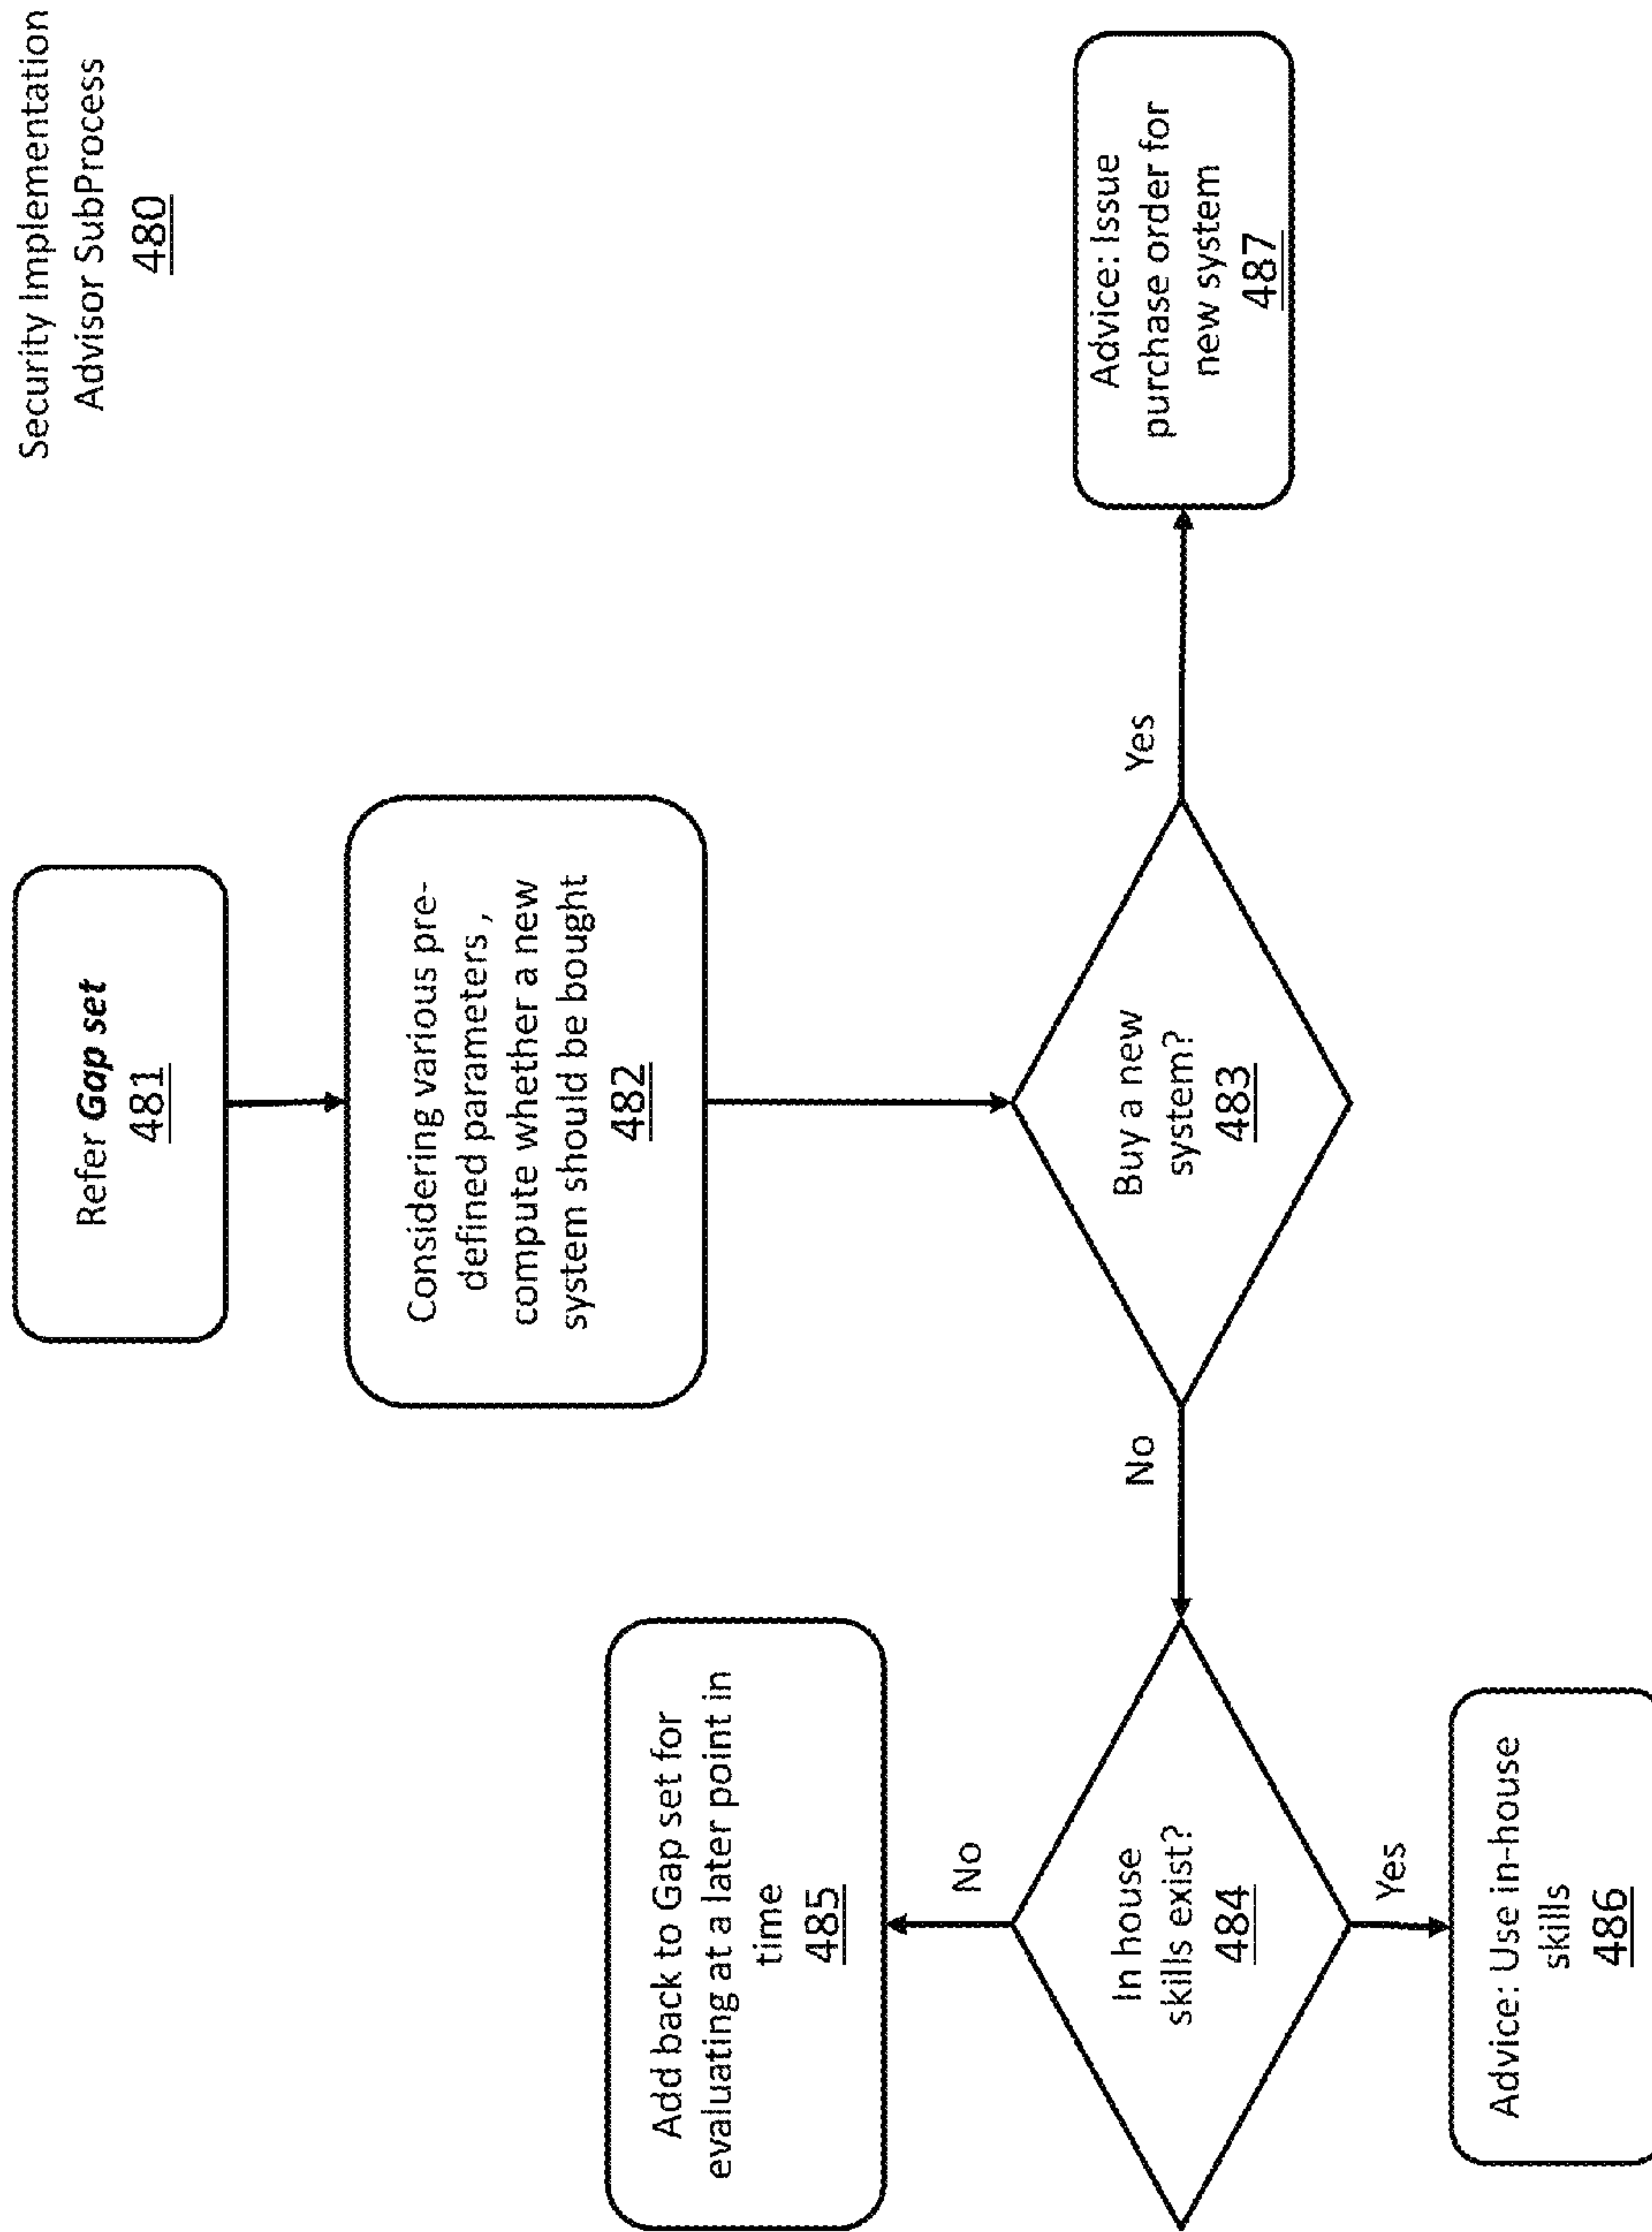 Security Implementation
Advisor SubProcess
480
Refer Gap set
481
Considering various pre-
defined parameters ,
compute whether a new
system should be bought
482
Buy a new
system?
483
Yes
Advice: Issue
purchase order for
new system
487
No
In house
skills exist?
484
No
Add back to Gap set for
evaluating at a later point in
time
485
Yes
Advice: Use in-house
skills
486